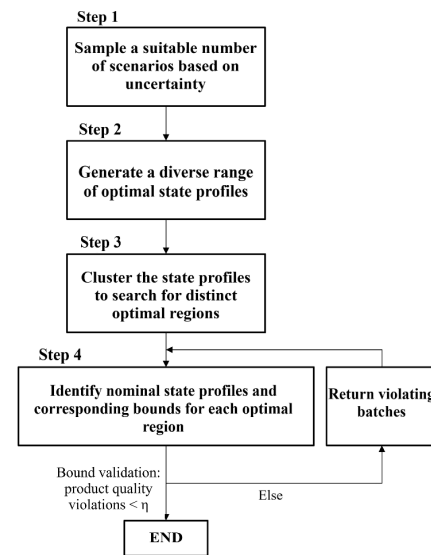 Step 1
Sample a suitable number
of scenarios based on
uncertainty
Step 2
Generate a diverse range
of optimal state profiles
Step 3
Cluster the state profiles
to search for distinct
optimal regions
Step 4
Identify nominal state profiles and
corresponding bounds for each optimal
region
Return violating
batches
Bound validation:
product quality
violations < η
Else
END